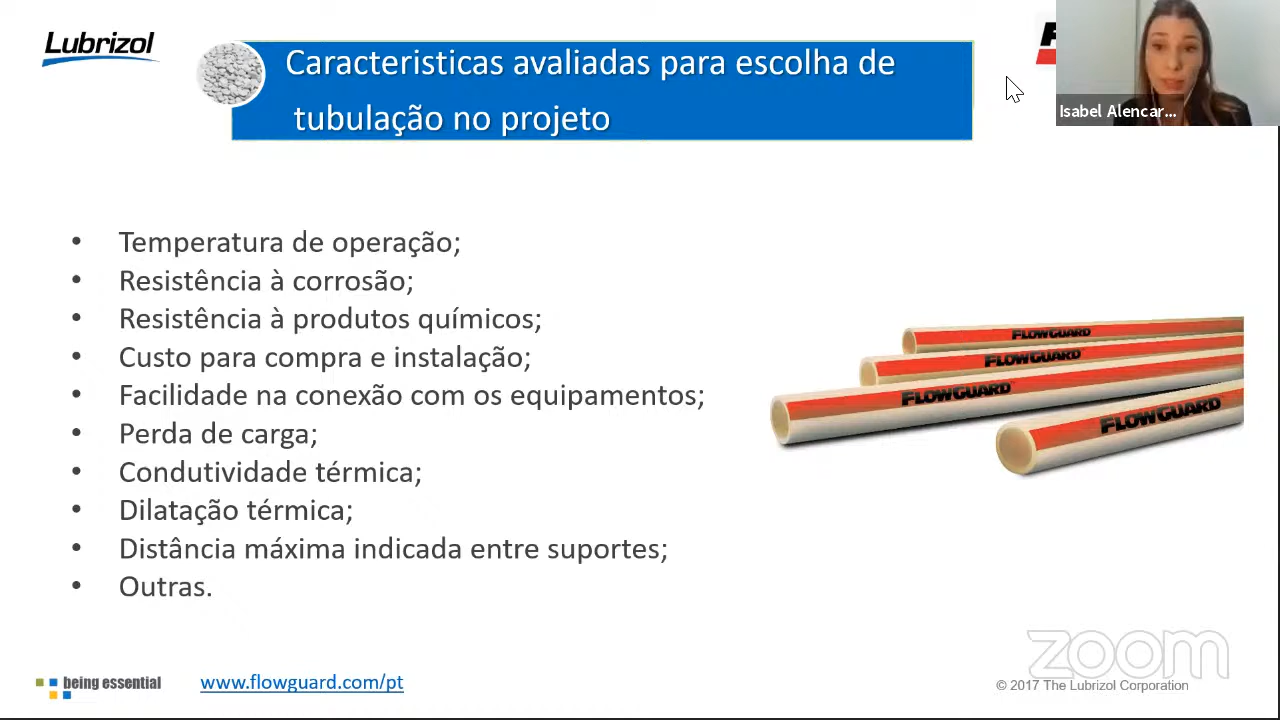 Lubrizol
Caracteristicas avaliadas para escolha de
tubulação no projeto
Isabel Alencar...
• Temperatura de operação;
• Resistência à corrosão;
• Resistência à produtos químicos;
• Custo para compra e instalação;
• Facilidade na conexão com os equipamentos;
• Perda de carga;
• Condutividade térmica;
• Dilatação térmica;
• Distância máxima indicada entre suportes;
• Outras.
FLOWGUARD
FLOWGUARD
FLOWGUARD
FLOWGUARD
zoom
being essential
www.flowguard.com/pt
© 2017 The Lubrizol Corporation